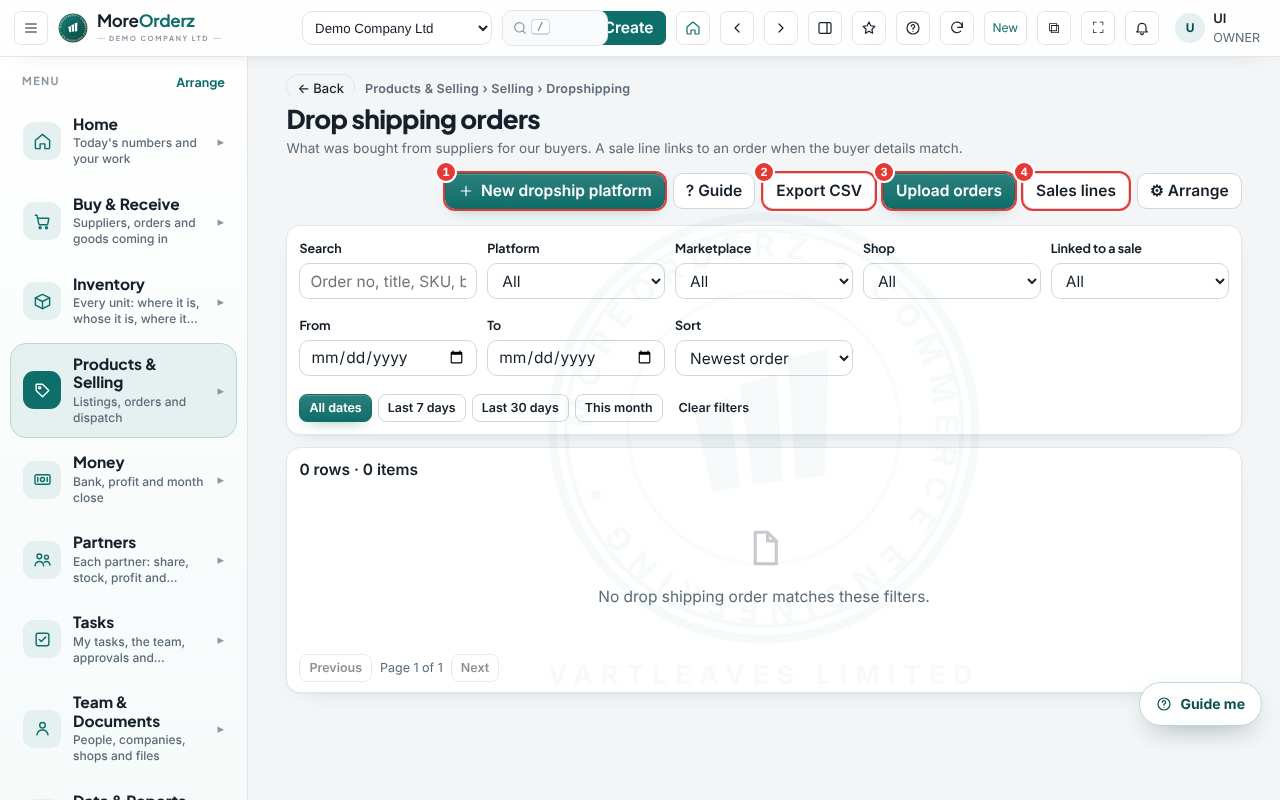 MoreOrderz
— DEMO COMPANY LTD —
Demo Company Ltd
/
Create
New
U
UI
OWNER
MENU
Arrange
Home
Today's numbers and
your work
Buy & Receive
Suppliers, orders and
goods coming in
Inventory
Every unit: where it is,
whose it is, where it...
Products &
Selling
Listings, orders and
dispatch
Money
Bank, profit and month
close
Partners
Each partner: share,
stock, profit and...
Tasks
My tasks, the team,
approvals and...
Team &
Documents
People, companies,
shops and files
← Back
Products & Selling › Selling › Dropshipping
Drop shipping orders
What was bought from suppliers for our buyers. A sale line links to an order when the buyer details match.
1 + New dropship platform
? Guide
2 Export CSV
3 Upload orders
4 Sales lines
⚙ Arrange
Search Platform Marketplace Shop Linked to a sale
Order no, title, SKU, b All All All All
From To Sort
mm/dd/yyyy mm/dd/yyyy Newest order
All dates Last 7 days Last 30 days This month Clear filters
0 rows · 0 items
No drop shipping order matches these filters.
Previous Page 1 of 1 Next
VARTLEAVES LIMITED
Guide me